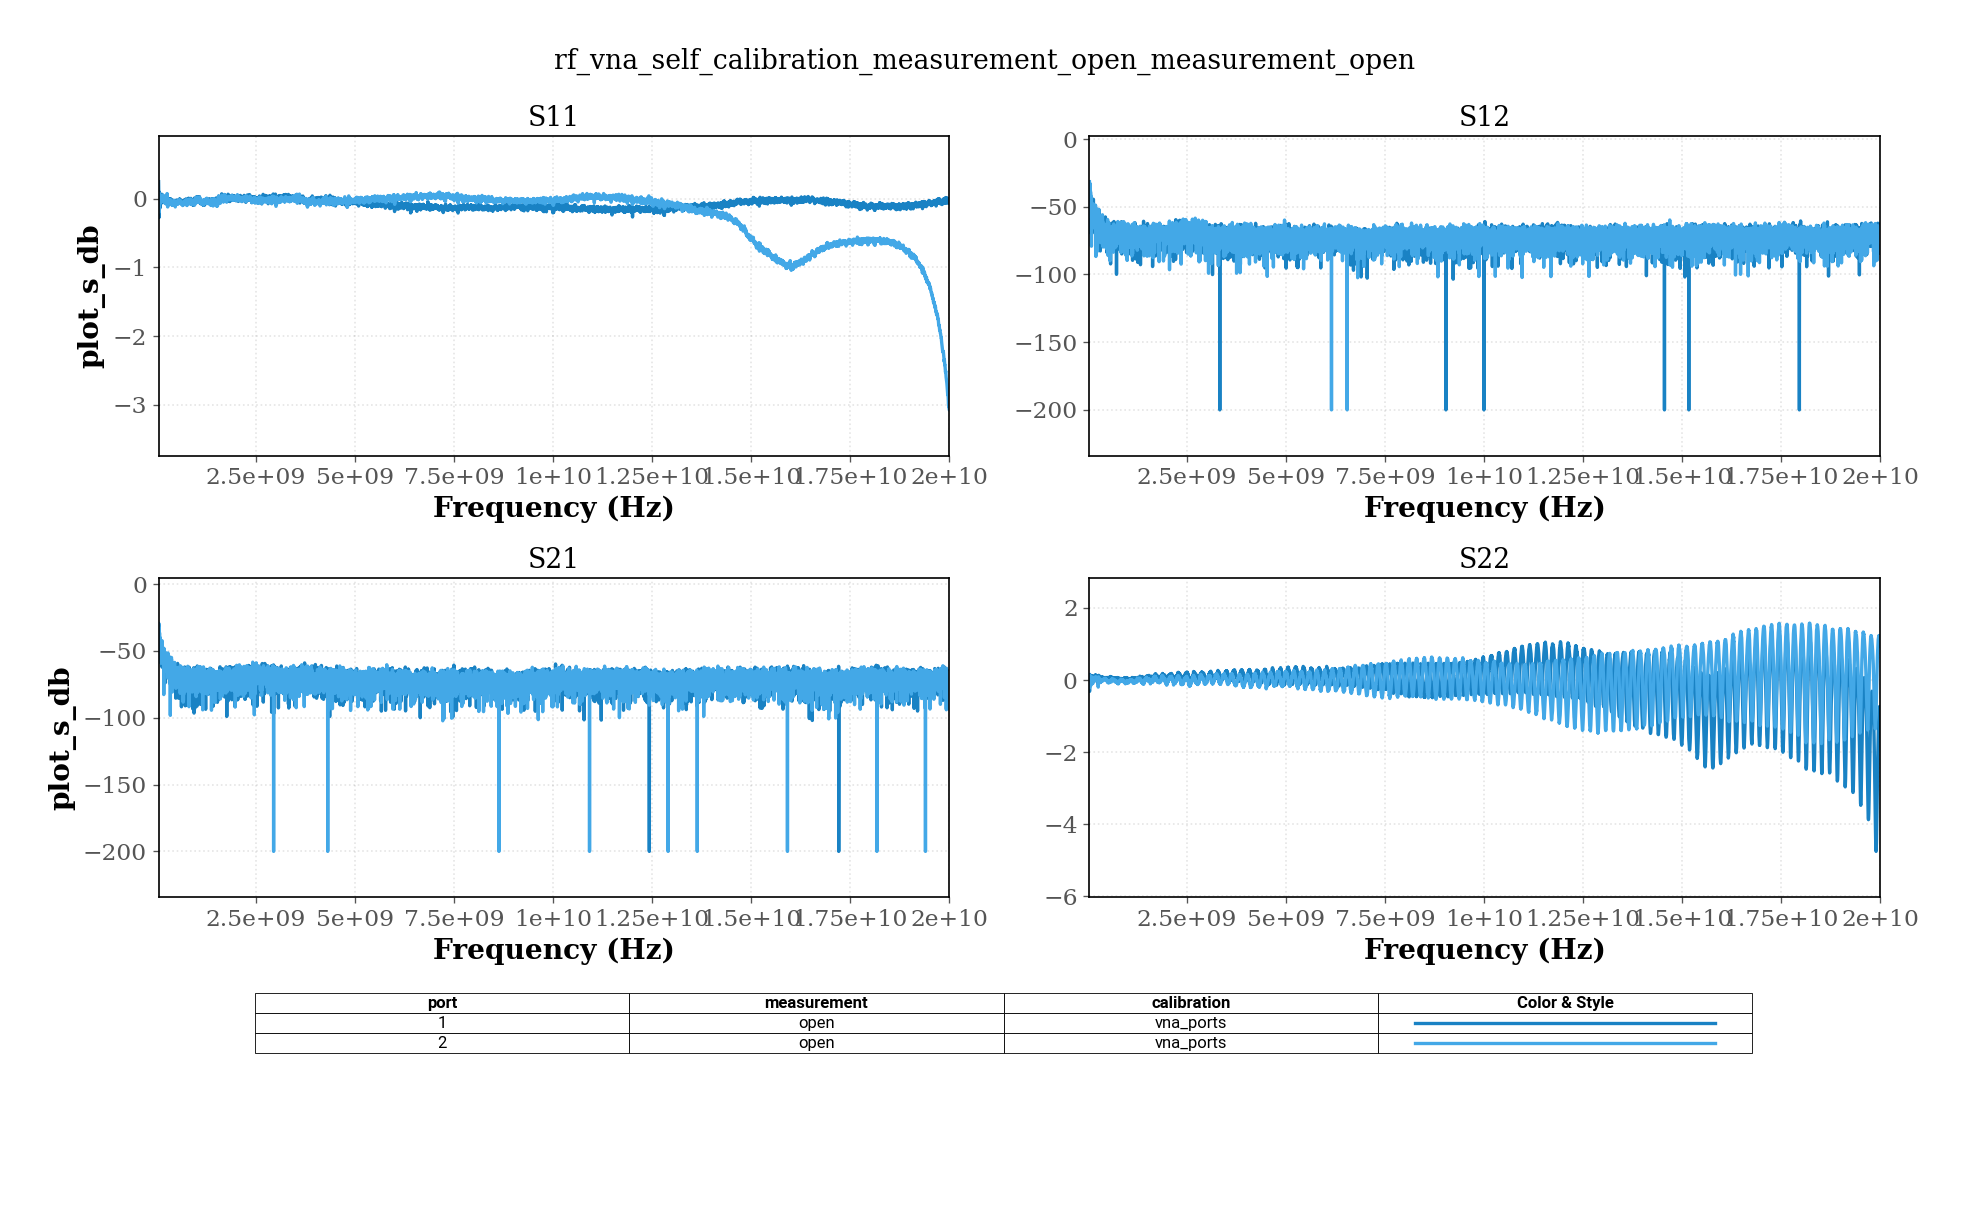 rf_vna_self_calibration_measurement_open_measurement_open
S11
plot_s_db
0
−1
−2
−3
2.5e+09 5e+09 7.5e+09 1e+10 1.25e+10 1.5e+10 1.75e+10 2e+10
Frequency (Hz)
S12
0
−50
−100
−150
−200
2.5e+09 5e+09 7.5e+09 1e+10 1.25e+10 1.5e+10 1.75e+10 2e+10
Frequency (Hz)
S21
plot_s_db
0
−50
−100
−150
−200
2.5e+09 5e+09 7.5e+09 1e+10 1.25e+10 1.5e+10 1.75e+10 2e+10
Frequency (Hz)
S22
2
0
−2
−4
−6
2.5e+09 5e+09 7.5e+09 1e+10 1.25e+10 1.5e+10 1.75e+10 2e+10
Frequency (Hz)
port measurement calibration Color & Style
1 open vna_ports
2 open vna_ports